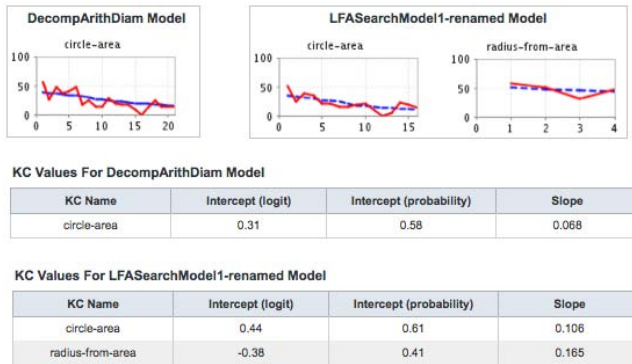 DecompArithDiam Model
circle-area
100
50
0
0 5 10 15 20
LFASearchModel1-renamed Model
circle-area
100
50
0
0 5 10 15
radius-from-area
100
50
0
0 1 2 3 4
KC Values For DecompArithDiam Model
KC Name Intercept (logit) Intercept (probability) Slope
circle-area 0.31 0.58 0.068
KC Values For LFASearchModel1-renamed Model
KC Name Intercept (logit) Intercept (probability) Slope
circle-area 0.44 0.61 0.106
radius-from-area -0.38 0.41 0.165